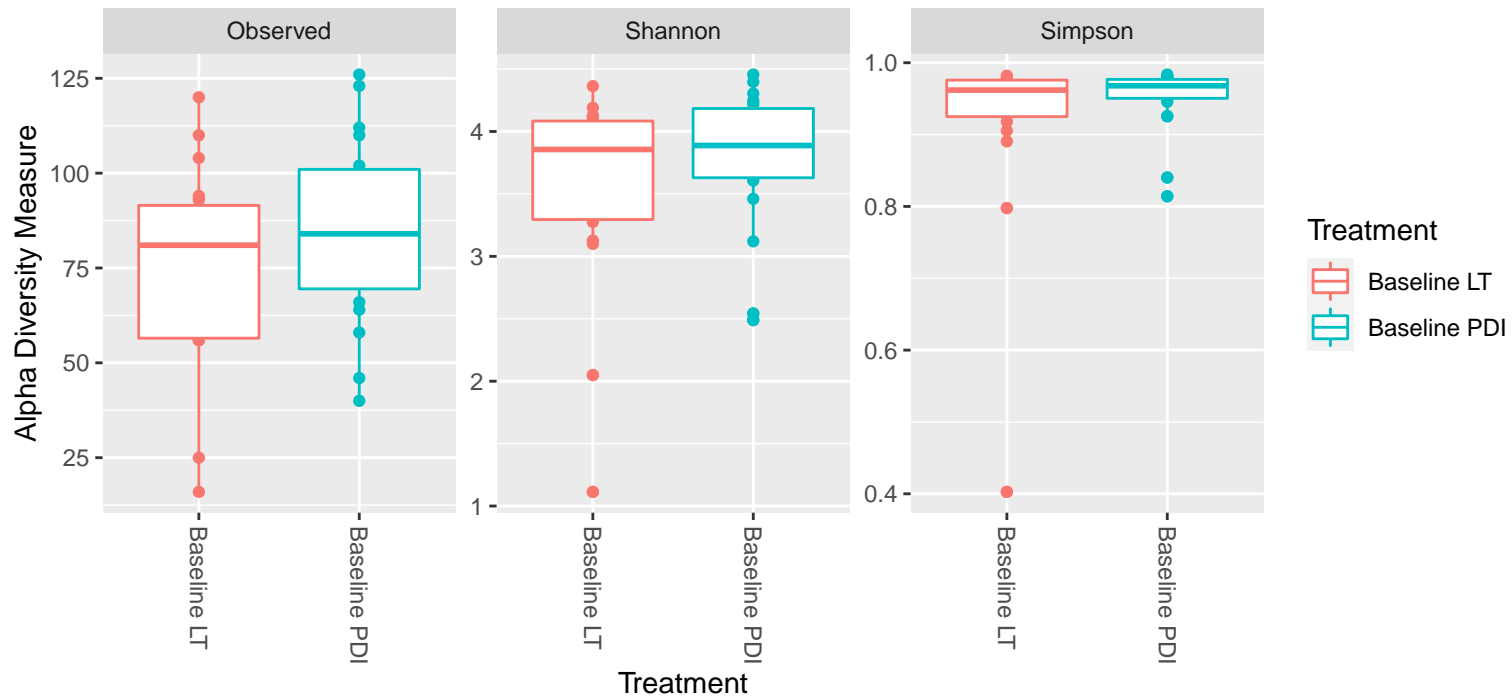 Observed
Shannon
Simpson
Alpha Diversity Measure
125
100
75
50
25
4
3
2
1
1.0
0.8
0.6
0.4
Baseline LT
Baseline PDI
Baseline LT
Baseline PDI
Baseline LT
Baseline PDI
Treatment
Treatment
Baseline LT
Baseline PDI